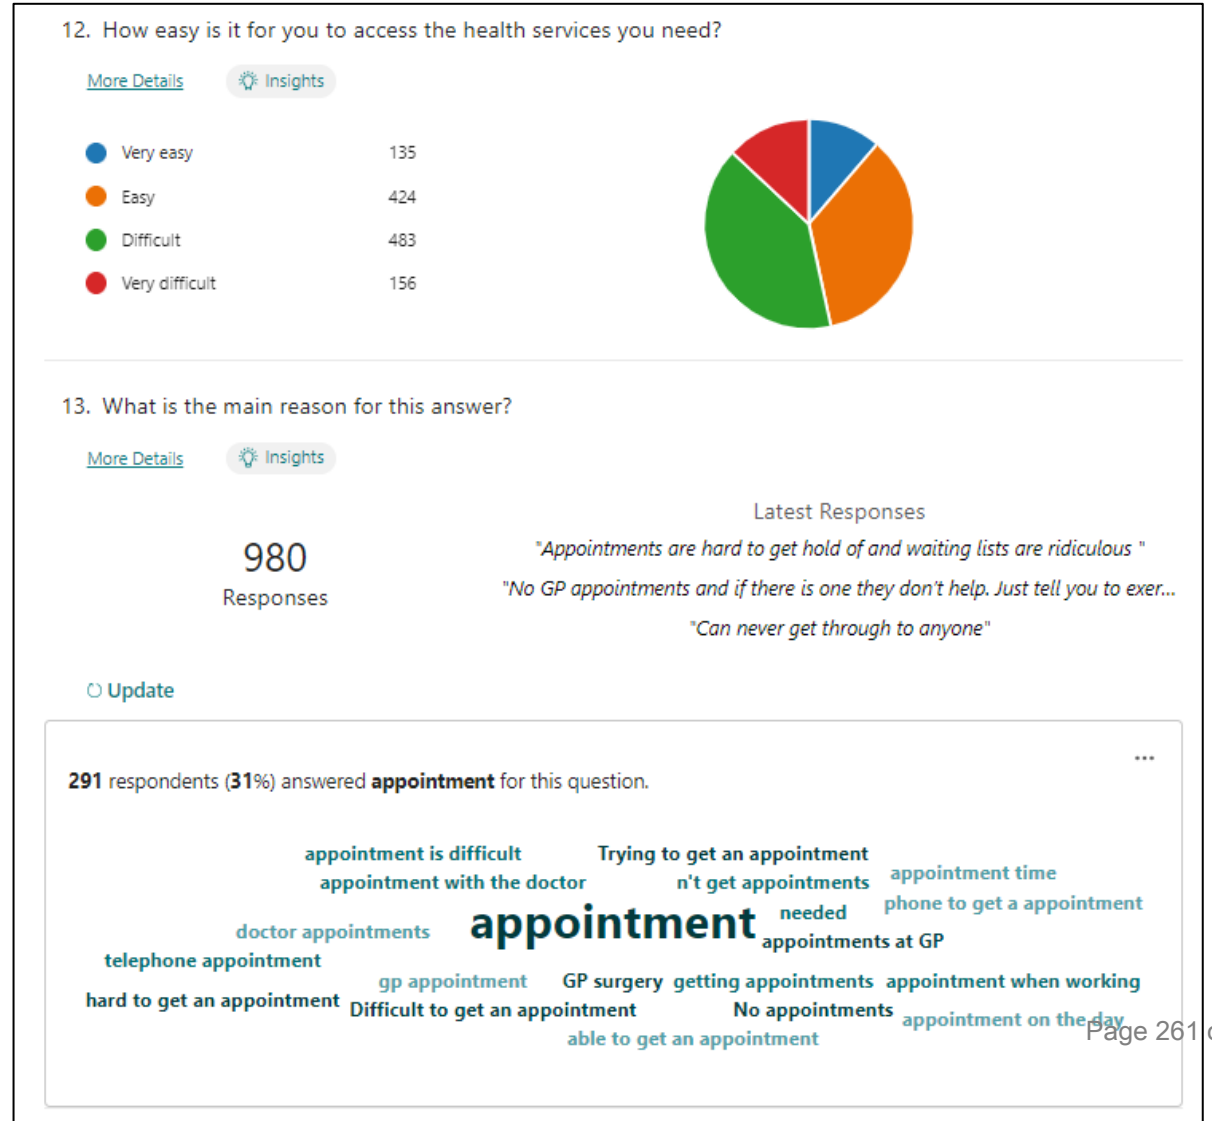 12. How easy is it for you to access the health services you need?
More Details Insights
Very easy 135
Easy 424
Difficult 483
Very difficult 156
13. What is the main reason for this answer?
More Details Insights
980
Responses
Latest Responses
"Appointments are hard to get hold of and waiting lists are ridiculous "
"No GP appointments and if there is one they don't help. Just tell you to exer...
"Can never get through to anyone"
Update
...
291 respondents (31%) answered appointment for this question.
appointment is difficult Trying to get an appointment
appointment with the doctor n't get appointments appointment time
appointment needed phone to get a appointment
doctor appointments appointments at GP
telephone appointment
gp appointment GP surgery getting appointments appointment when working
hard to get an appointment Difficult to get an appointment No appointments appointment on the day
able to get an appointment
Page 261